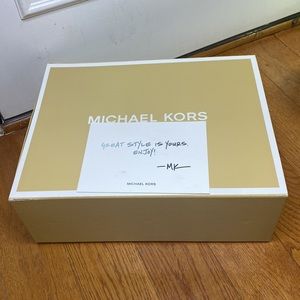 MICHAEL KORS
GREAT STYLE IS YOURS.
ENJOY!
—MK
MICHAEL KORS